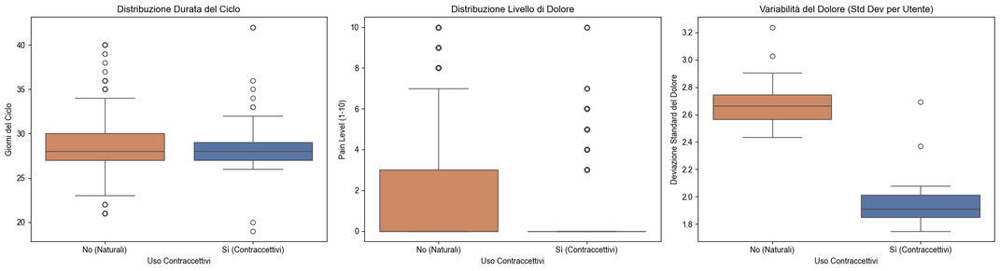 Distribuzione Durata del Ciclo
Giorni del Ciclo
40
35
30
25
20
No (Naturali)
Sì (Contraccettivi)
Uso Contraccettivi
Distribuzione Livello di Dolore
Pain Level (1-10)
10
8
6
4
2
0
No (Naturali)
Sì (Contraccettivi)
Uso Contraccettivi
Variabilità del Dolore (Std Dev per Utente)
Deviazione Standard del Dolore
3.2
3.0
2.8
2.6
2.4
2.2
2.0
1.8
No (Naturali)
Sì (Contraccettivi)
Uso Contraccettivi